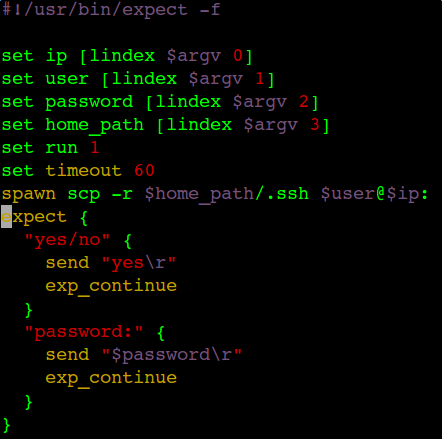 #!/usr/bin/expect -f
set ip [lindex $argv 0]
set user [lindex $argv 1]
set password [lindex $argv 2]
set home_path [lindex $argv 3]
set run 1
set timeout 60
spawn scp -r $home_path/.ssh $user@$ip:
expect {
  "yes/no" {
    send "yes\r"
    exp_continue
  }
  "password:" {
    send "$password\r"
    exp_continue
  }
}